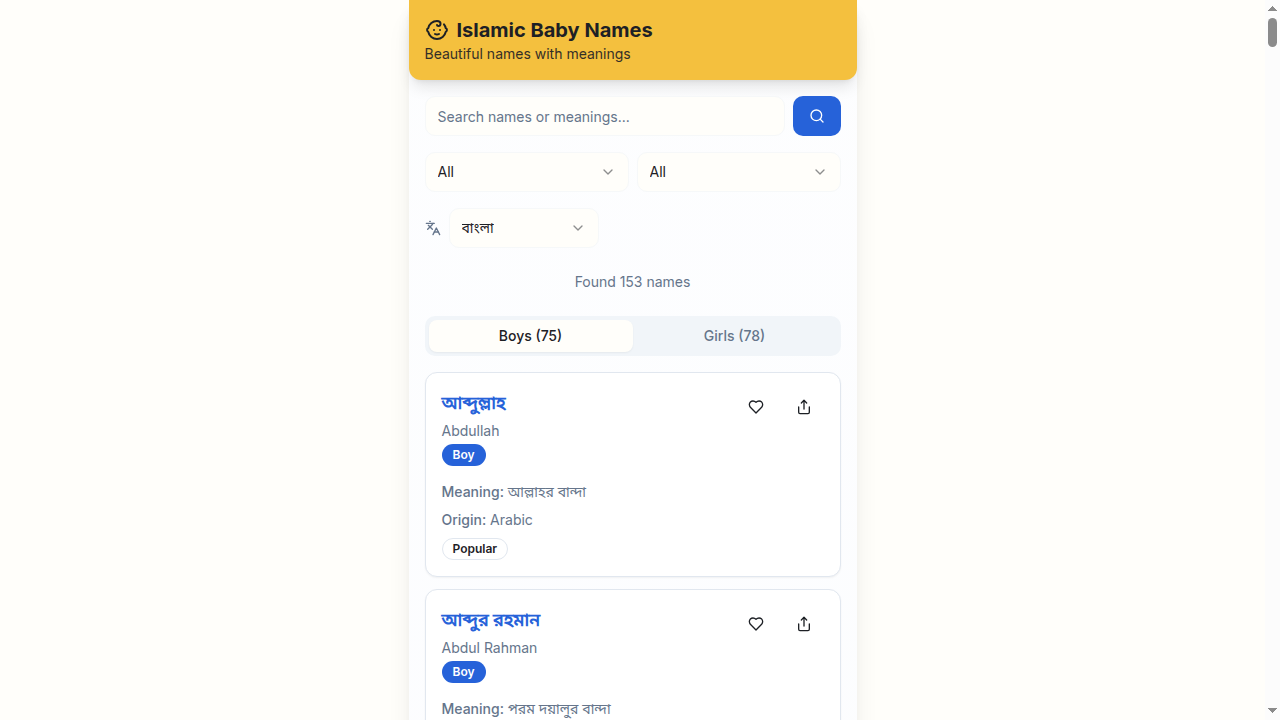 Islamic Baby Names
Beautiful names with meanings
Search names or meanings...
All All
বাংলা
Found 153 names
Boys (75) Girls (78)
আব্দুল্লাহ
Abdullah
Boy
Meaning: আল্লাহর বান্দা
Origin: Arabic
Popular
আব্দুর রহমান
Abdul Rahman
Boy
Meaning: পরম দয়ালুর বান্দা